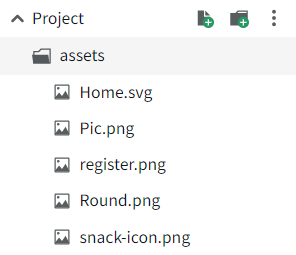 Project
assets
Home.svg
Pic.png
register.png
Round.png
snack-icon.png